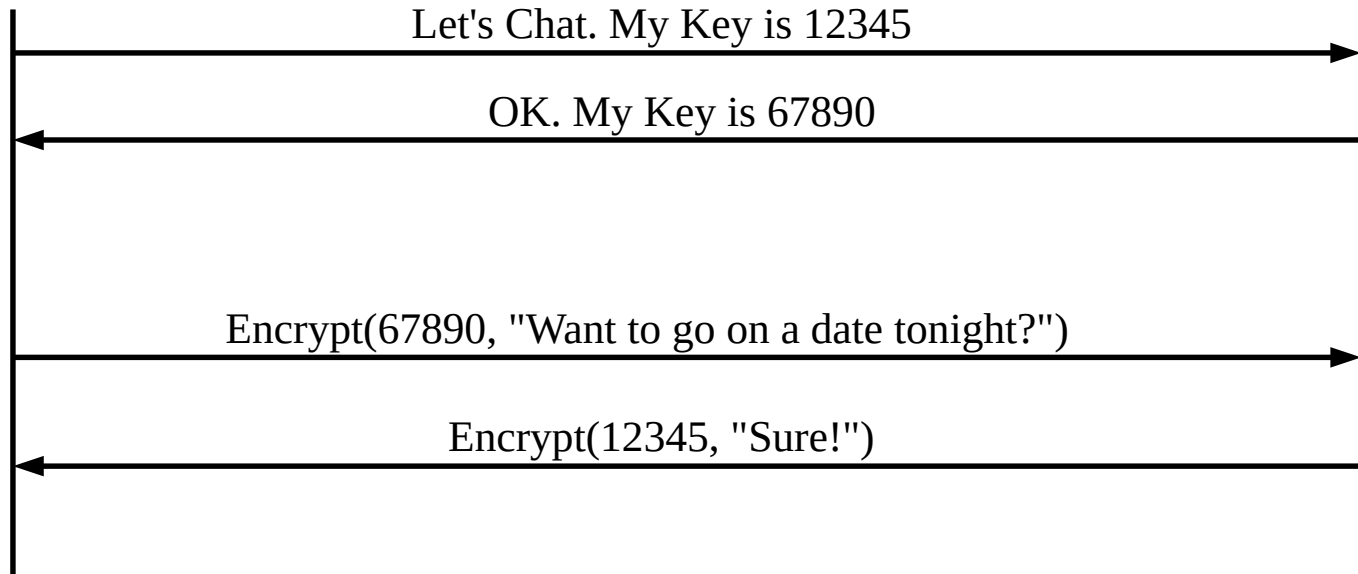 Let's Chat. My Key is 12345
OK. My Key is 67890
Encrypt(67890, "Want to go on a date tonight?")
Encrypt(12345, "Sure!")